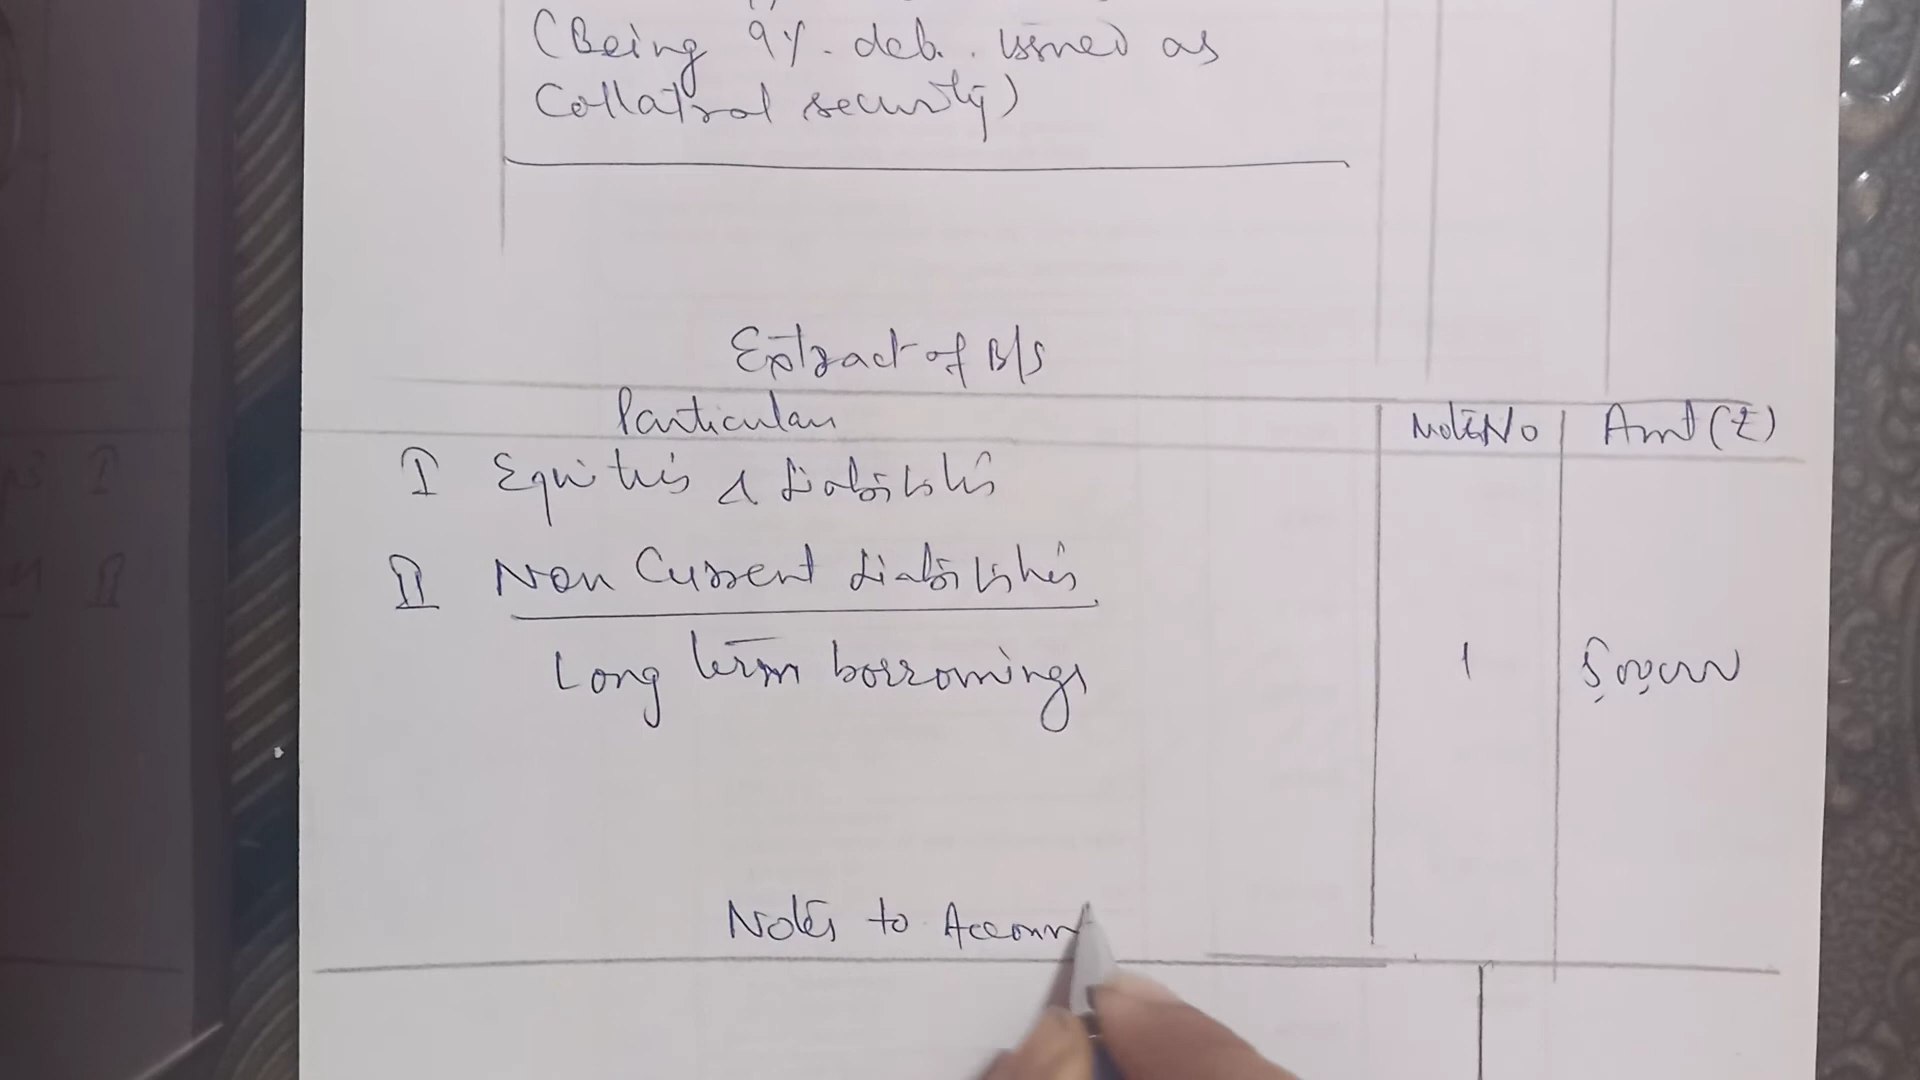 (Being 9%. deb. issued as
Collatral security)
Extract of B/S
Particulars Note No Amt (₹)
I Equities & Liabilities
II Non Current Liabilities
Long term borrowings 1 5,00,000
Notes to Accoun